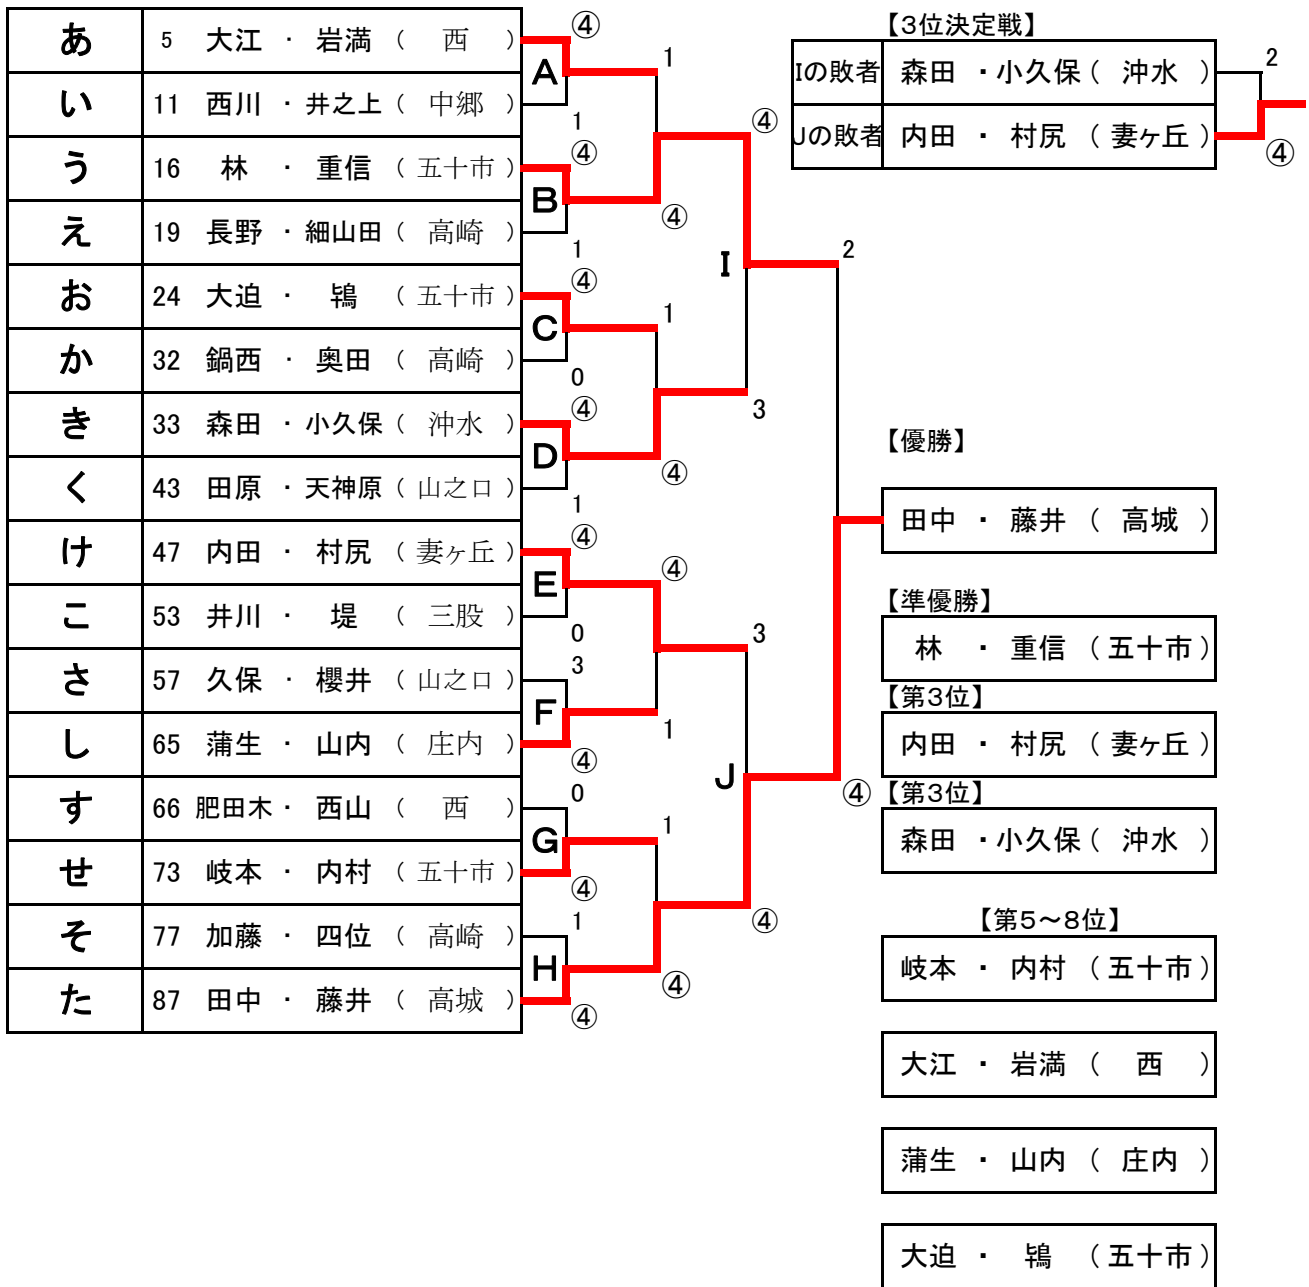 あ 5 大江 ・ 岩満 （ 西 ）
い 11 西川 ・ 井之上 （ 中郷 ）
う 16 林 ・ 重信 （ 五十市 ）
え 19 長野 ・ 細山田 （ 高崎 ）
お 24 大迫 ・ 鴇 （ 五十市 ）
か 32 鍋西 ・ 奥田 （ 高崎 ）
き 33 森田 ・ 小久保 （ 沖水 ）
く 43 田原 ・ 天神原 （ 山之口 ）
け 47 内田 ・ 村尻 （ 妻ヶ丘 ）
こ 53 井川 ・ 堤 （ 三股 ）
さ 57 久保 ・ 櫻井 （ 山之口 ）
し 65 蒲生 ・ 山内 （ 庄内 ）
す 66 肥田木 ・ 西山 （ 西 ）
せ 73 岐本 ・ 内村 （ 五十市 ）
そ 77 加藤 ・ 四位 （ 高崎 ）
た 87 田中 ・ 藤井 （ 高城 ）
④
A
1
④
B
1
④
C
0
④
D
1
④
E
0
3
F
④
0
G
④
1
H
④
1
④
1
④
④
1
1
④
④
I
3
3
J
④
2
④
【3位決定戦】
Iの敗者 森田 ・小久保（ 沖水 ） 2
Jの敗者 内田 ・ 村尻 （ 妻ヶ丘 ） ④
【優勝】
田中 ・ 藤井 （ 高城 ）
【準優勝】
林 ・ 重信 （ 五十市 ）
【第3位】
内田 ・ 村尻 （ 妻ヶ丘 ）
【第3位】
森田 ・小久保（ 沖水 ）
【第5～8位】
岐本 ・ 内村 （ 五十市 ）
大江 ・ 岩満 （ 西 ）
蒲生 ・ 山内 （ 庄内 ）
大迫 ・ 鴇 （ 五十市 ）